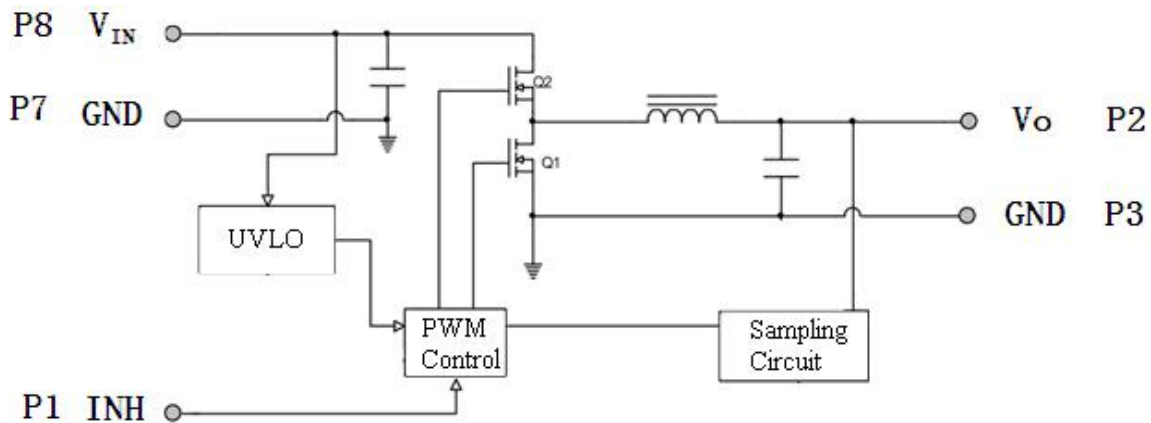 P8 VIN
Q2
P7 GND
Vo P2
Q1
GND P3
UVLO
PWM
Control
Sampling
Circuit
P1 INH